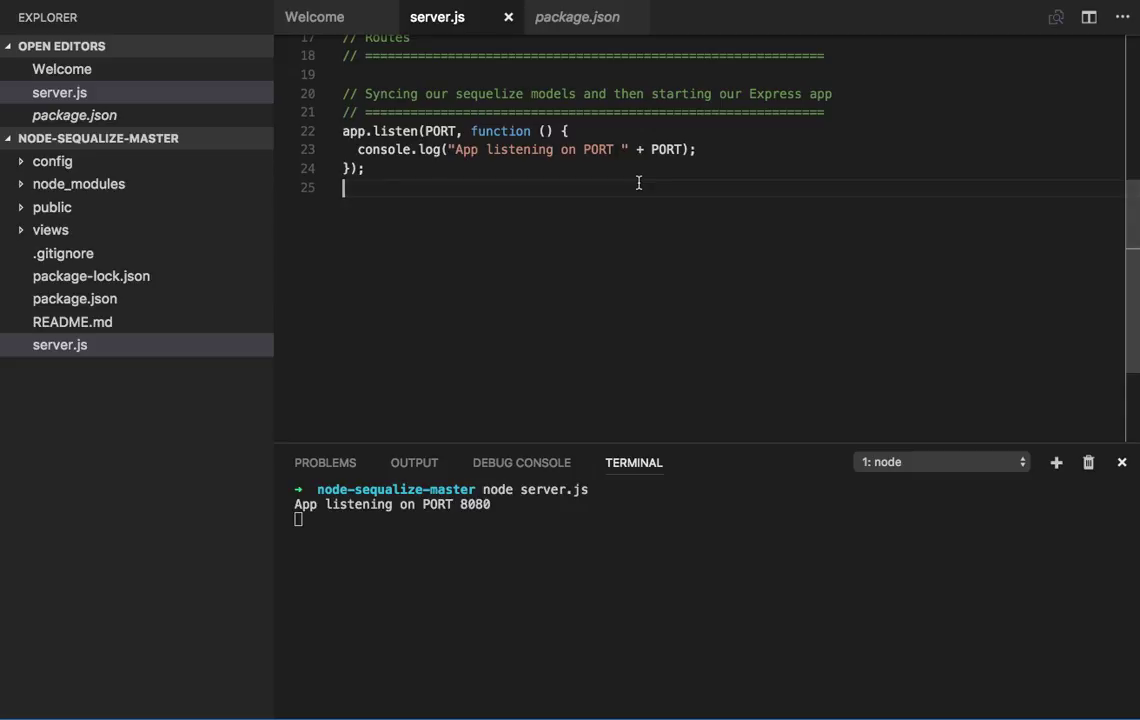 EXPLORER
Welcome
server.js
package.json
OPEN EDITORS
Welcome
server.js
package.json
NODE-SEQUALIZE-MASTER
config
node_modules
public
views
.gitignore
package-lock.json
package.json
README.md
server.js
17 // Routes
18 // =============================================================
19
20 // Syncing our sequelize models and then starting our Express app
21 // =============================================================
22 app.listen(PORT, function () {
23 console.log("App listening on PORT " + PORT);
24 });
25
PROBLEMS OUTPUT DEBUG CONSOLE TERMINAL 1: node
➜ node-sequalize-master node server.js
App listening on PORT 8080